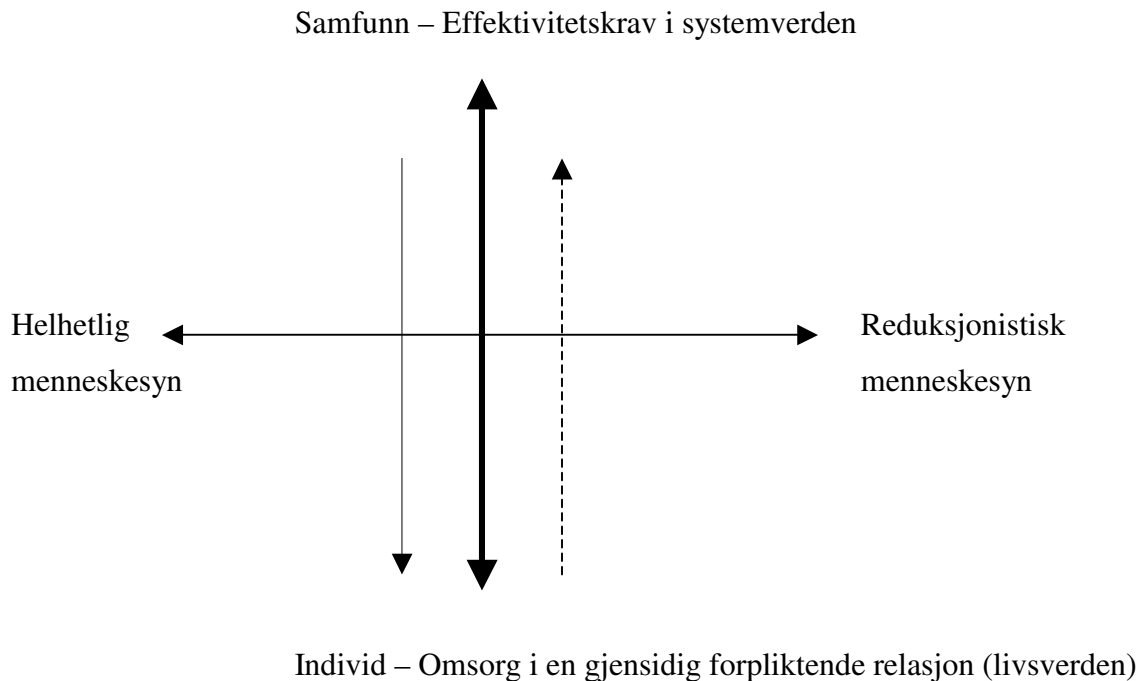 Samfunn – Effektivitetskrav i systemverden
Helhetlig
menneskesyn
Reduksjonistisk
menneskesyn
Individ – Omsorg i en gjensidig forpliktende relasjon (livsverden)